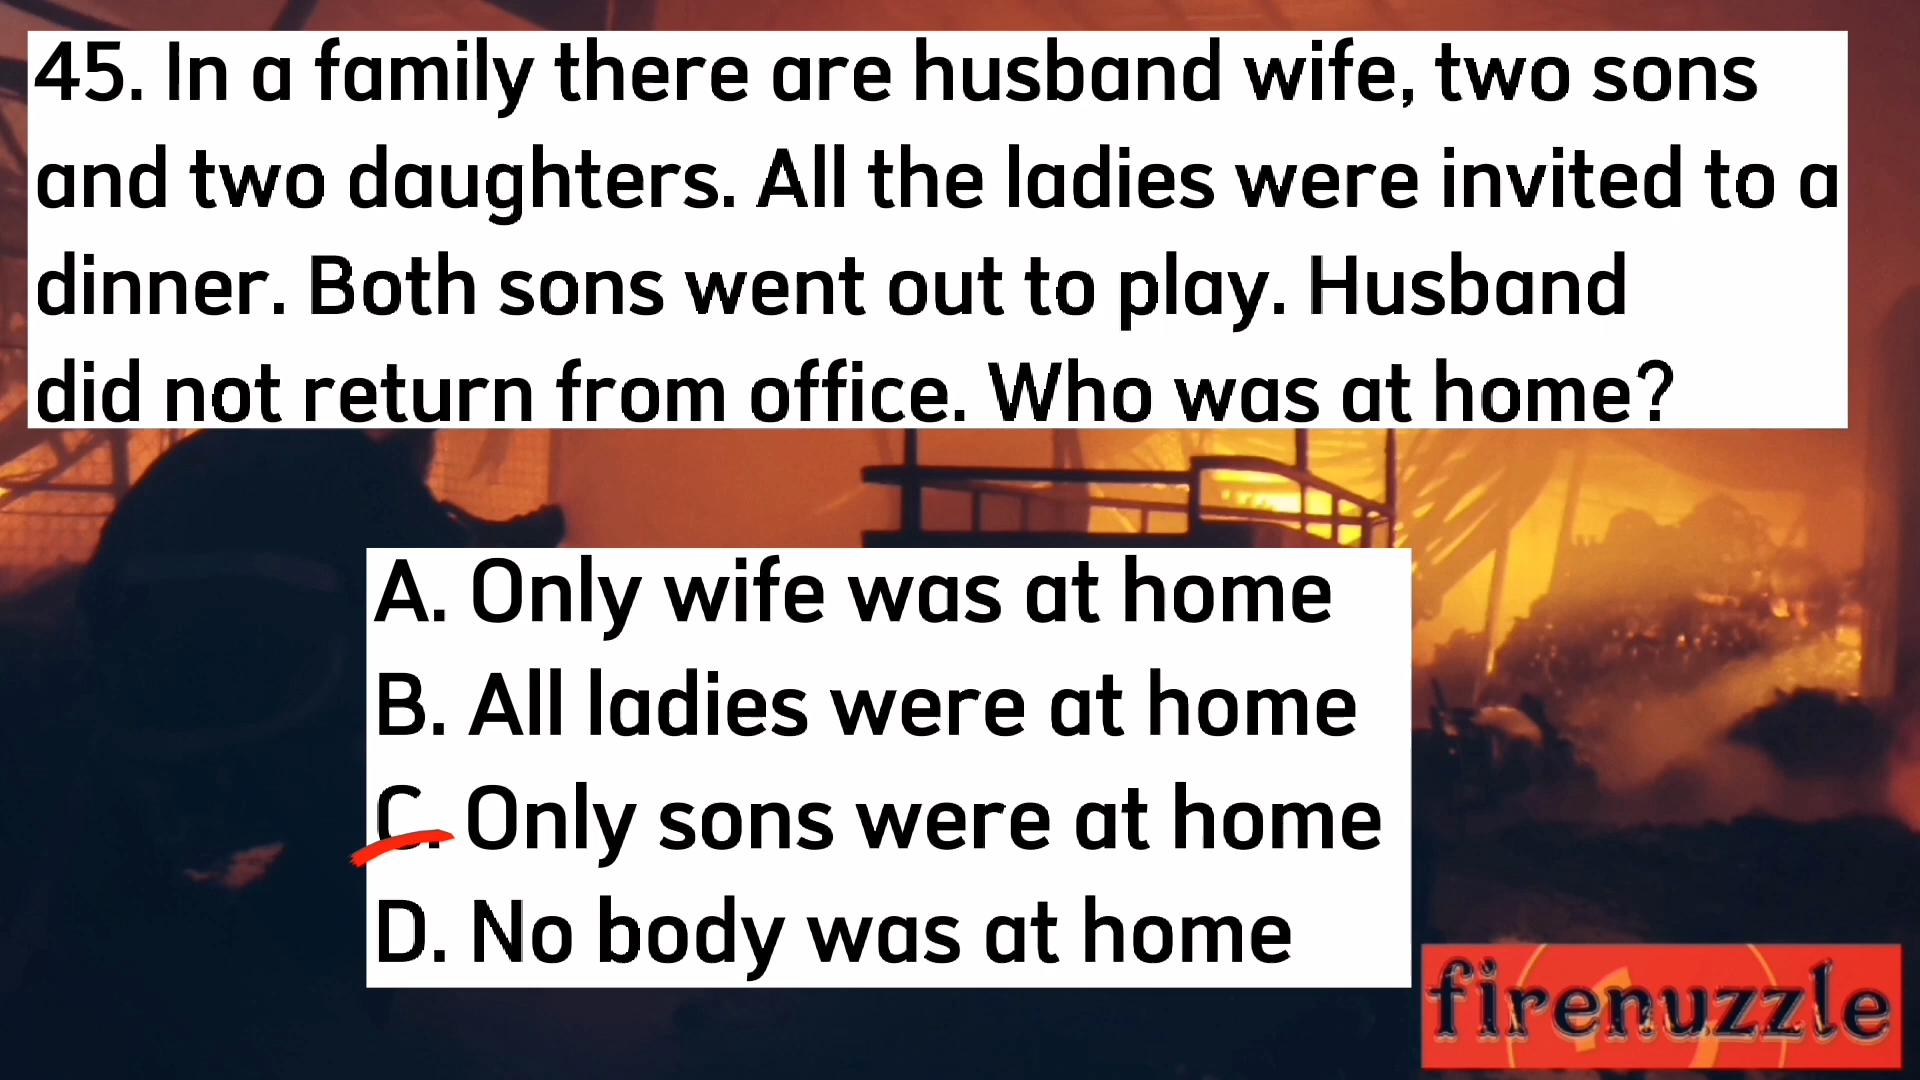 45. In a family there are husband wife, two sons
and two daughters. All the ladies were invited to a
dinner. Both sons went out to play. Husband
did not return from office. Who was at home?
A. Only wife was at home
B. All ladies were at home
C. Only sons were at home
D. No body was at home
firenuzzle